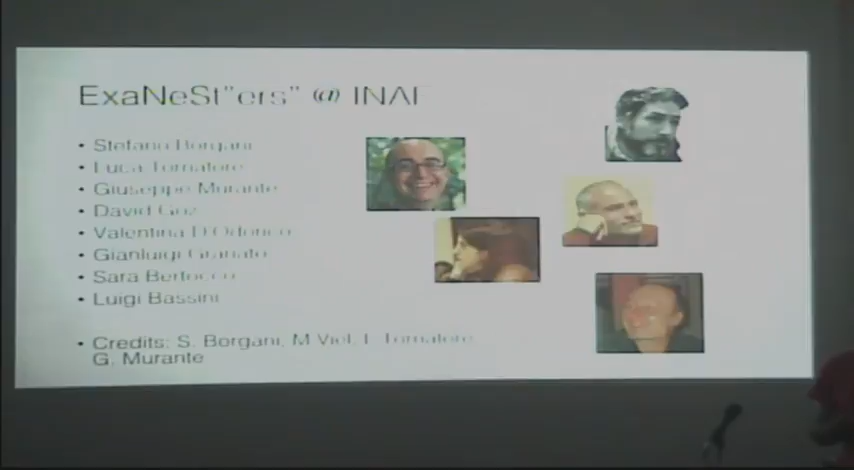 ExaNeSt"ers" @ INAF
• Stefano Borgani
• Luca Tornatore
• Giuseppe Murante
• David Goz
• Valentina D'Odorico
• Gianluigi Granato
• Sara Bertocco
• Luigi Bassini
• Credits: S. Borgani, M Viel, L Tornatore
G. Murante